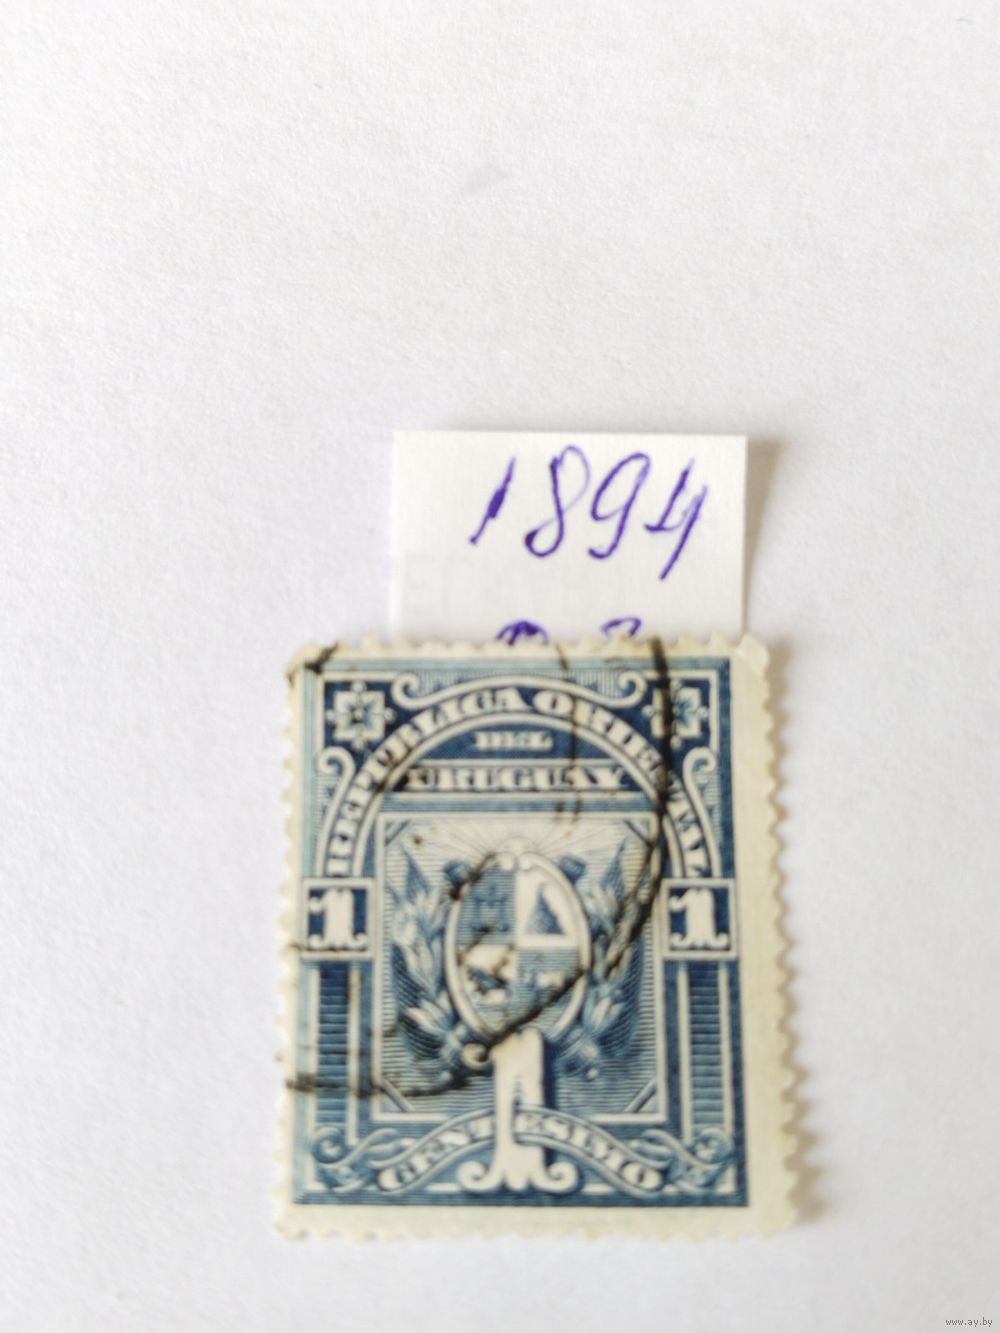 1894
REPUBLICA ORIENTAL
DEL
URUGUAY
1 1
1
CENTESIMO
www.ay.by